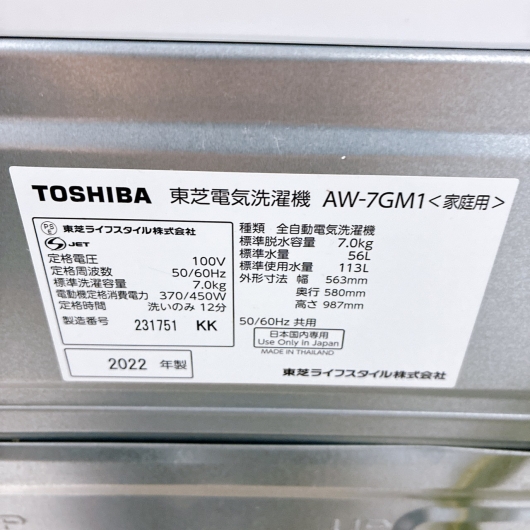 TOSHIBA 東芝電気洗濯機 AW-7GM1<家庭用>
PS E 東芝ライフスタイル株式会社
S JET
定格電圧 100V
定格周波数 50/60Hz
標準洗濯容量 7.0kg
電動機定格消費電力 370/450W
定格時間 洗いのみ 12分
製造番号 231751 KK
2022 年製
種類 全自動電気洗濯機
標準脱水容量 7.0kg
標準水量 56L
標準使用水量 113L
外形寸法 幅 563mm
奥行 580mm
高さ 987mm
50/60Hz 共用
日本国内専用
Use Only in Japan
MADE IN THAILAND
東芝ライフスタイル株式会社